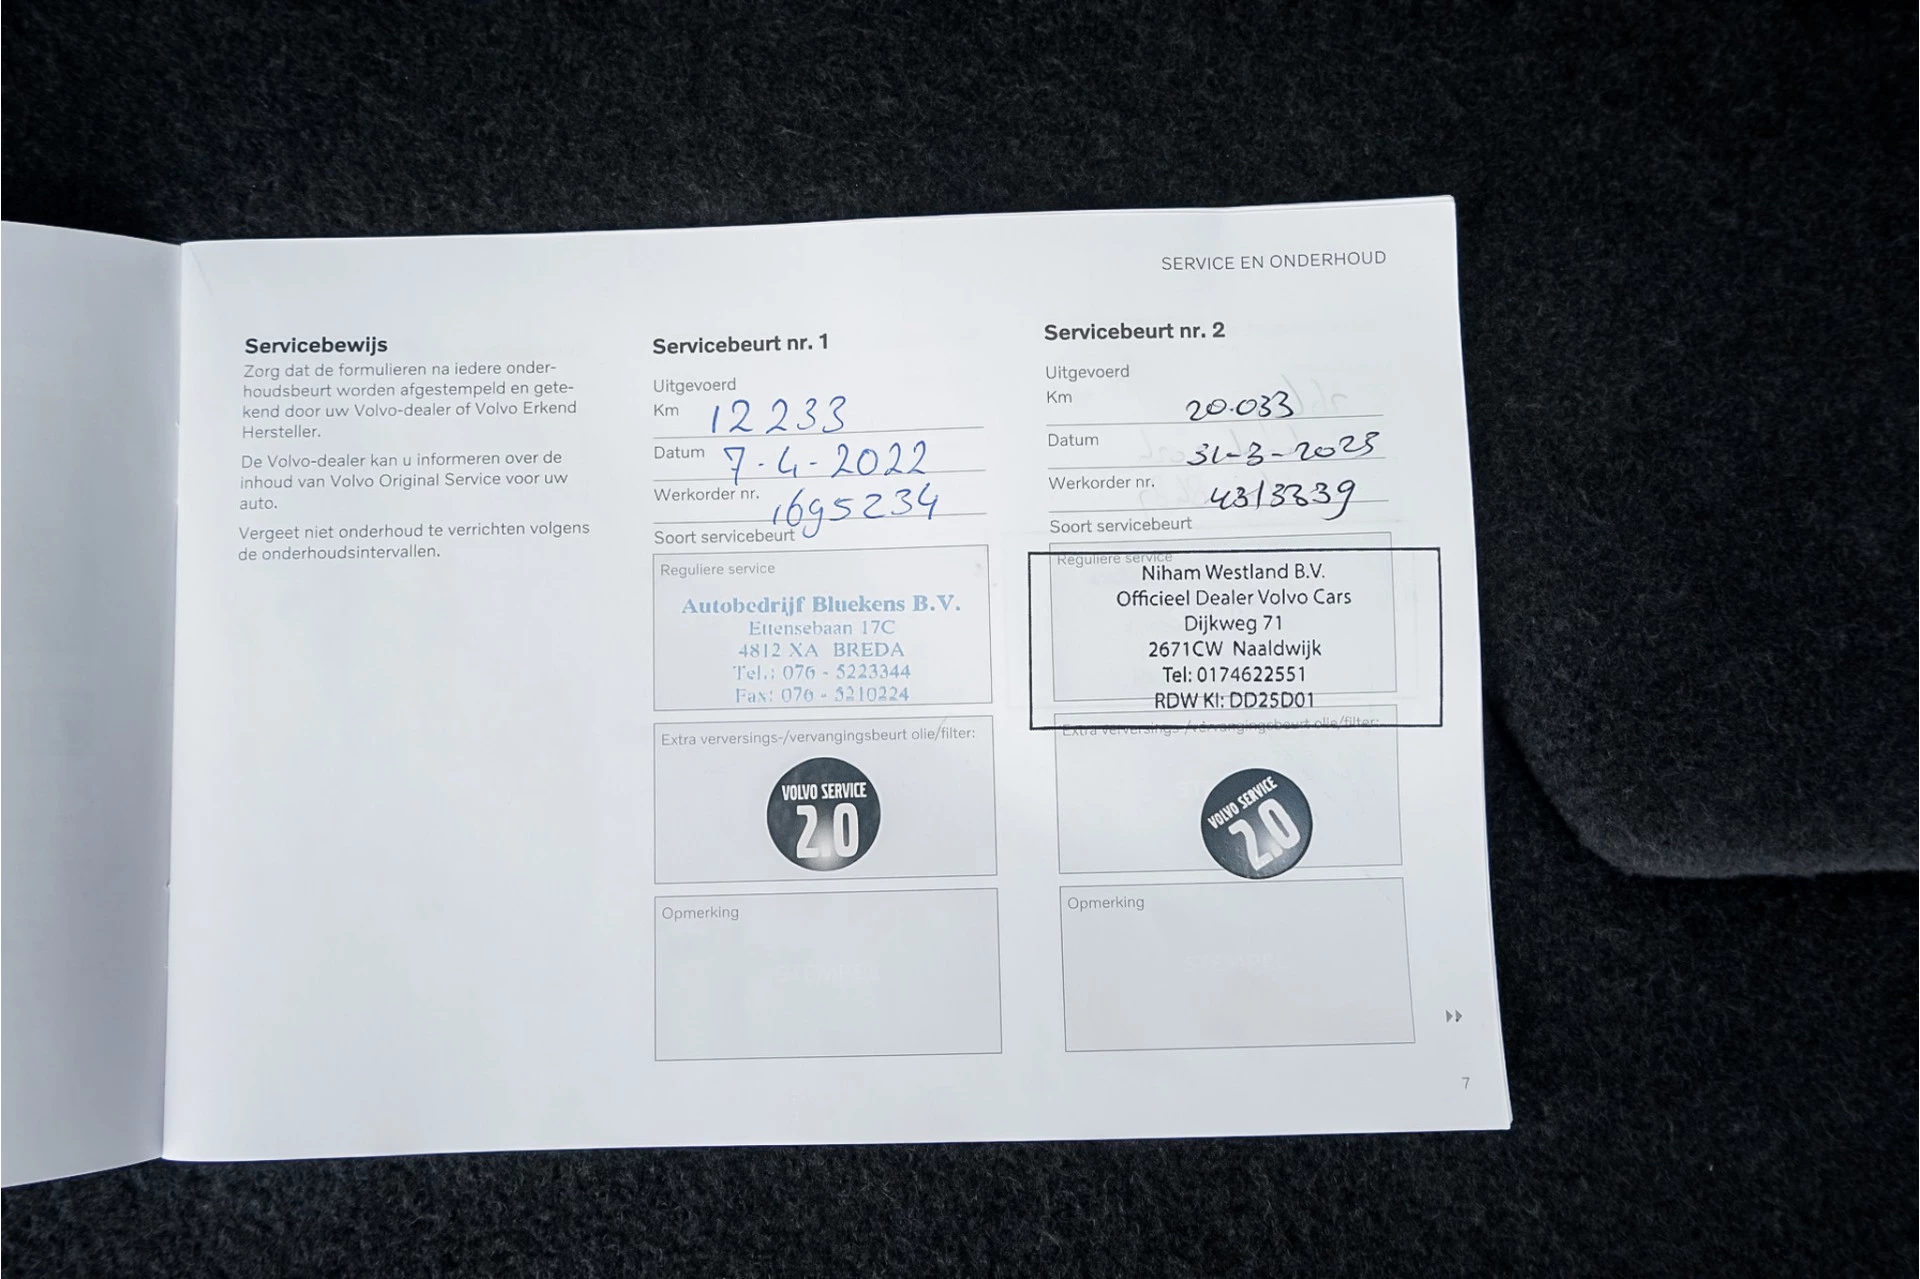 SERVICE EN ONDERHOUD
Servicebewijs
Zorg dat de formulieren na iedere onder-
houdsbeurt worden afgestempeld en gete-
kend door uw Volvo-dealer of Volvo Erkend
Hersteller.
De Volvo-dealer kan u informeren over de
inhoud van Volvo Original Service voor uw
auto.
Vergeet niet onderhoud te verrichten volgens
de onderhoudsintervallen.
Servicebeurt nr. 1
Uitgevoerd
Km 12233
Datum 7-4-2022
Werkorder nr. 1695234
Soort servicebeurt
Reguliere service
Autobedrijf Bluekens B.V.
Ettensebaan 17C
4812 XA BREDA
Tel.: 076 - 5223344
Fax: 076 - 5210224
Extra verversings-/vervangingsbeurt olie/filter:
VOLVO SERVICE
2.0
Opmerking
Servicebeurt nr. 2
Uitgevoerd
Km 20.033
Datum 31-3-2023
Werkorder nr. 4313339
Soort servicebeurt
Reguliere service
Niham Westland B.V.
Officieel Dealer Volvo Cars
Dijkweg 71
2671CW Naaldwijk
Tel: 0174622551
RDW KI: DD25D01
Extra verversings-/vervangingsbeurt olie/filter:
VOLVO SERVICE
2.0
Opmerking
7